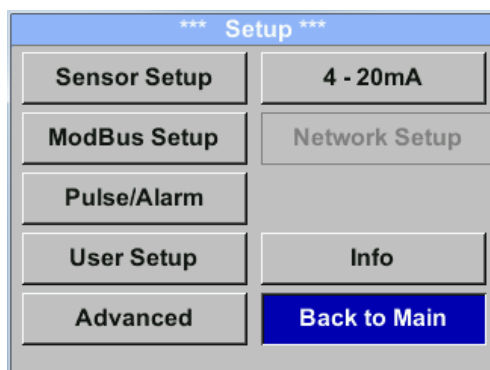 *** Setup ***
Sensor Setup
4 - 20mA
ModBus Setup
Network Setup
Pulse/Alarm
User Setup
Info
Advanced
Back to Main